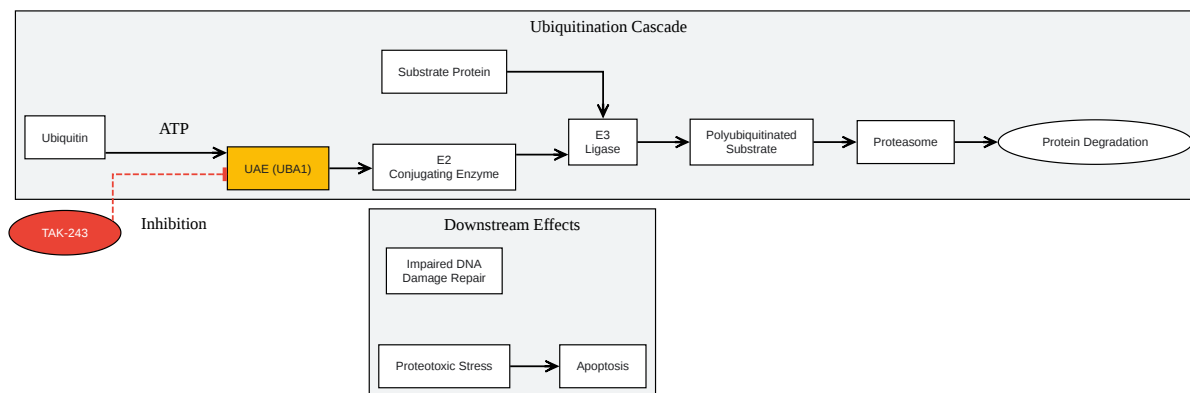 Ubiquitination Cascade
Substrate Protein
ATP
Ubiquitin
UAE (UBA1)
E2
Conjugating Enzyme
E3
Ligase
Polyubiquitinated
Substrate
Proteasome
Protein Degradation
TAK-243
Inhibition
Downstream Effects
Impaired DNA
Damage Repair
Proteotoxic Stress
Apoptosis